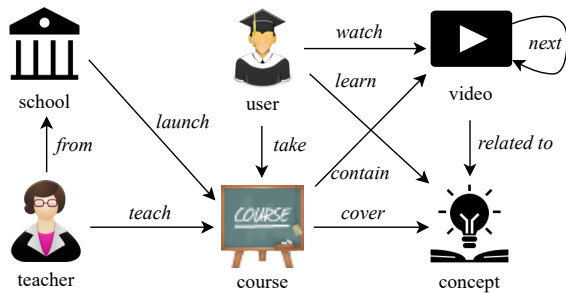 watch
next
school
user
learn
video
launch
from
take
related to
contain
teach
COURSE
cover
teacher
course
concept